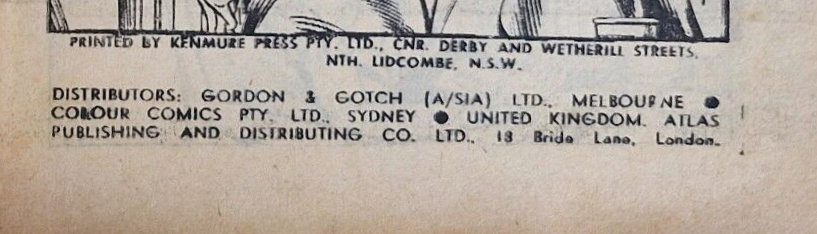 PRINTED BY KENMURE PRESS PTY. LTD., CNR. DERBY AND WETHERILL STREETS,
NTH. LIDCOMBE, N.S.W.
DISTRIBUTORS: GORDON & GOTCH (A/SIA) LTD., MELBOURNE ●
COLOUR COMICS PTY. LTD., SYDNEY ● UNITED KINGDOM. ATLAS
PUBLISHING AND DISTRIBUTING CO. LTD., 18 Bride Lane, London.